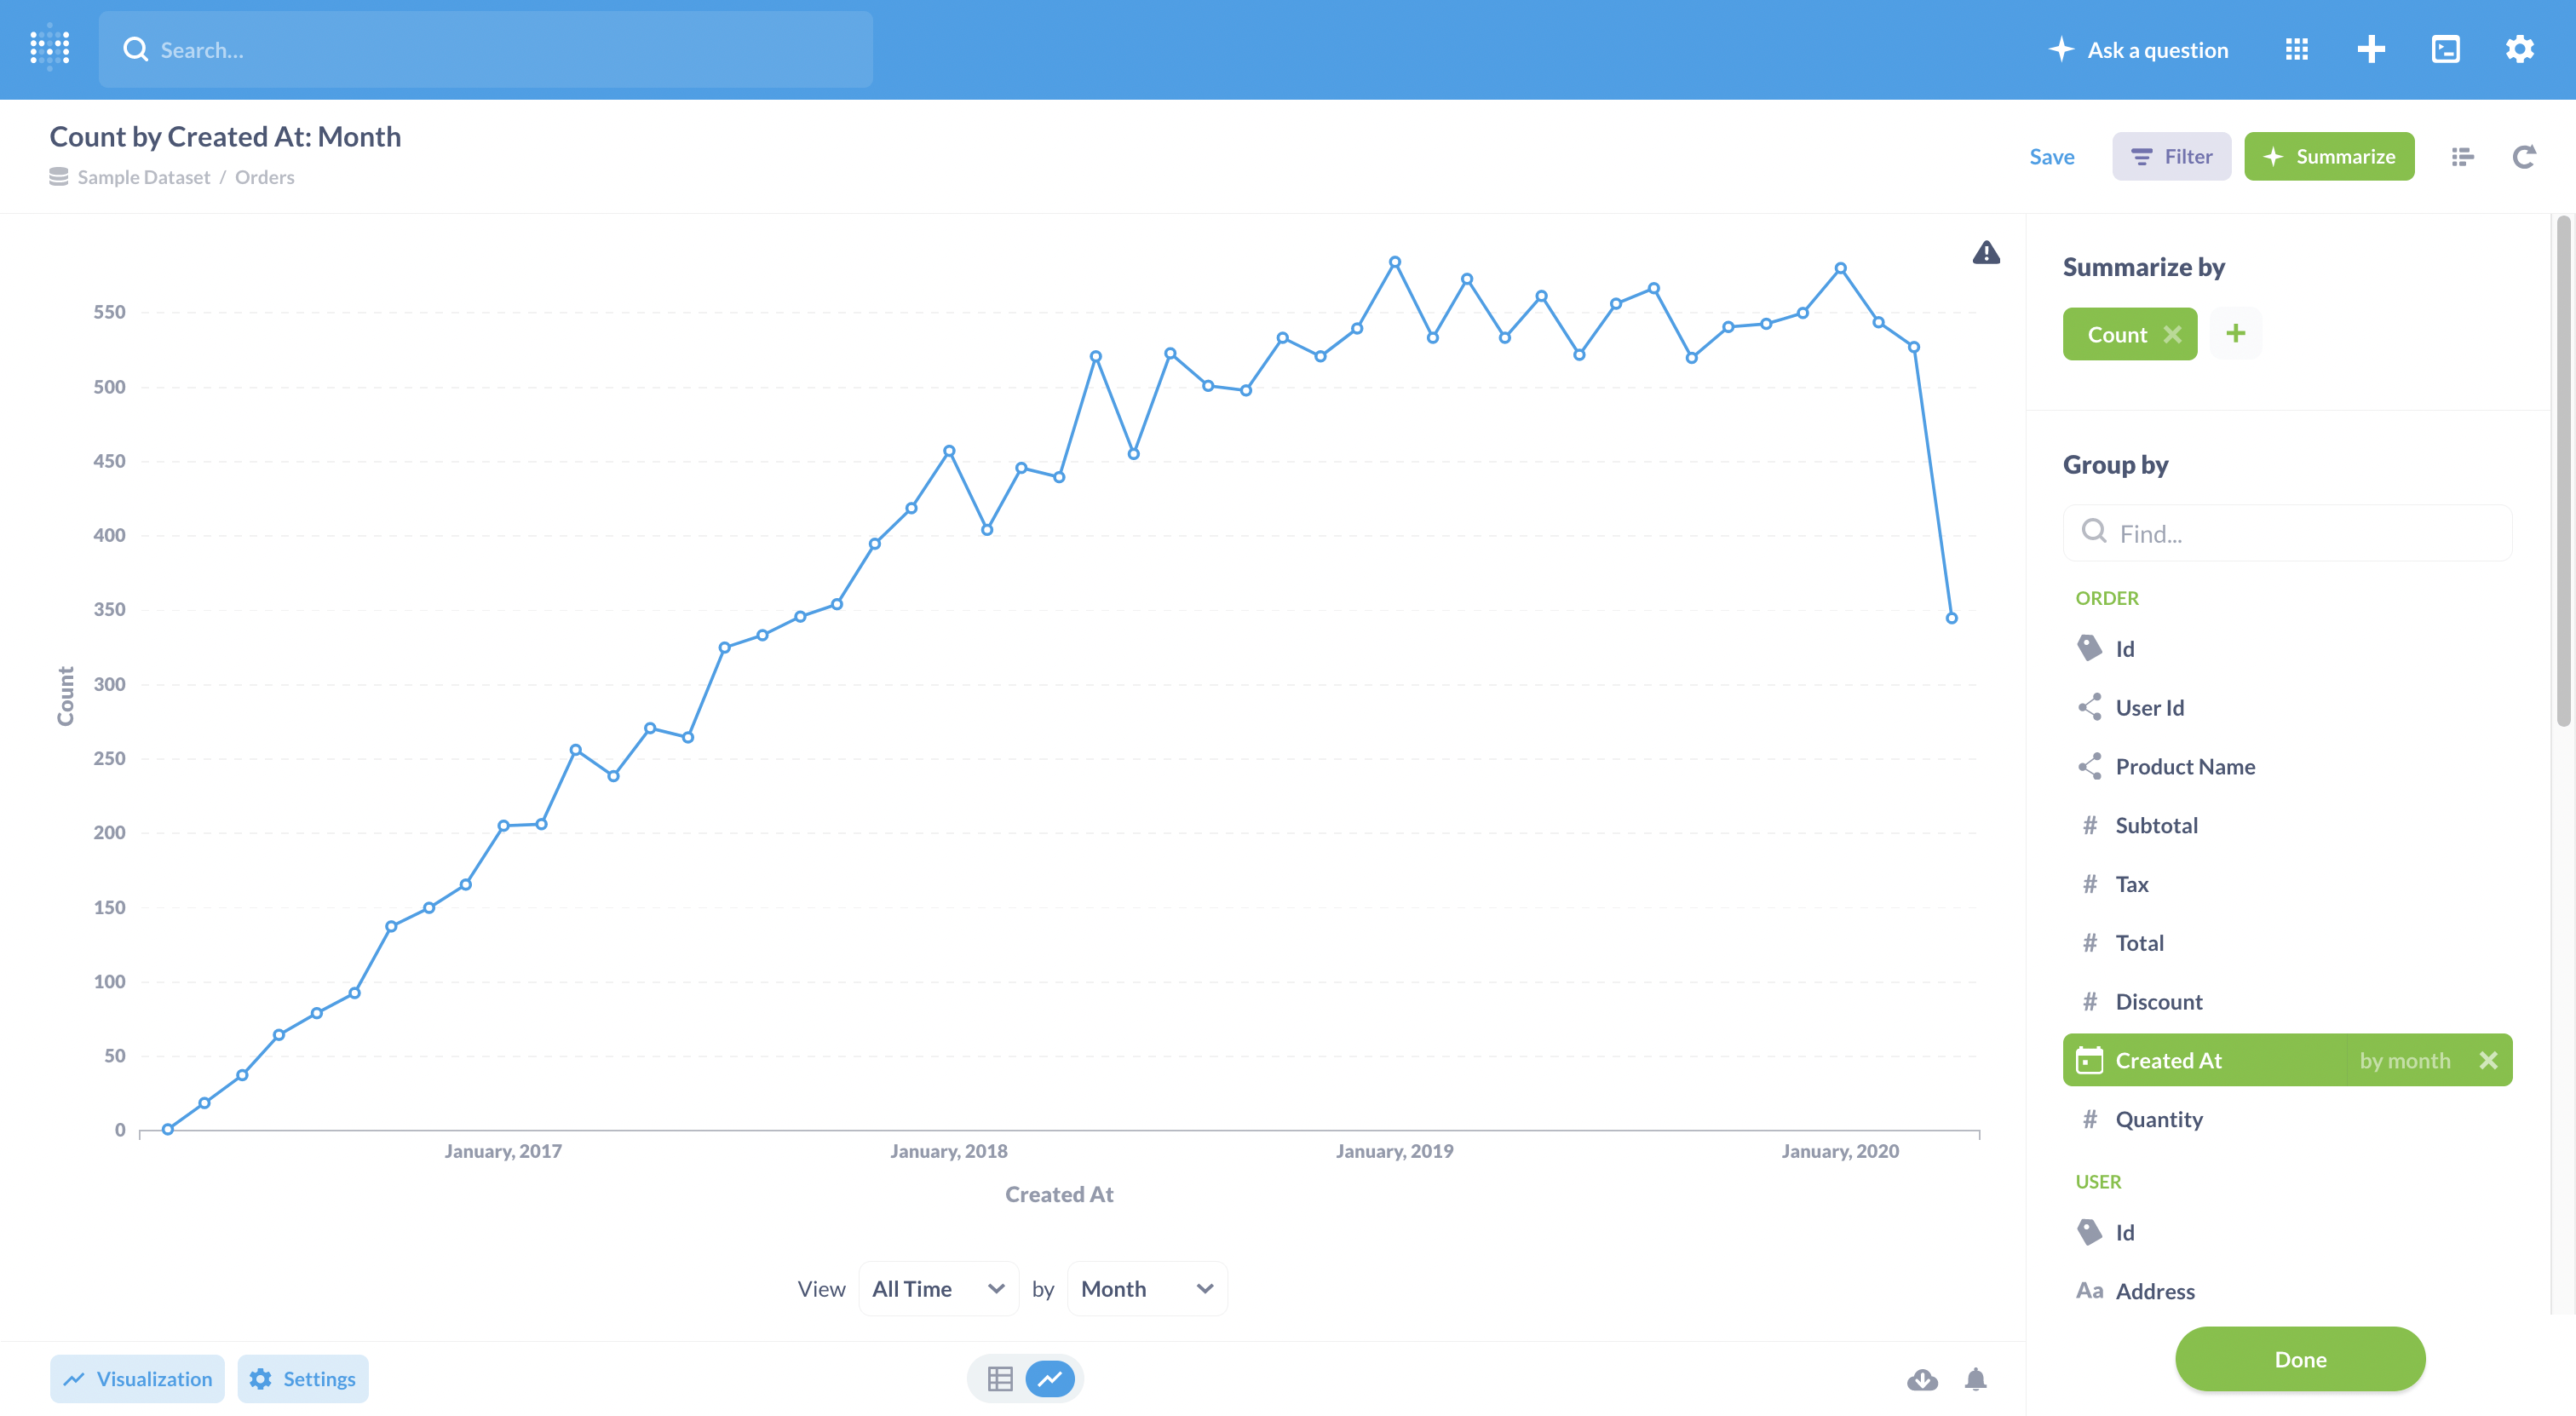 Search...
Ask a question
Count by Created At: Month
Sample Dataset / Orders
Save
Filter
Summarize
550
500
450
400
350
300
250
200
150
100
50
0
Count
January, 2017
January, 2018
January, 2019
January, 2020
Created At
View All Time by Month
Visualization
Settings
Summarize by
Count
Group by
Find...
ORDER
Id
User Id
Product Name
# Subtotal
# Tax
# Total
# Discount
Created At by month
# Quantity
USER
Id
Aa Address
Done